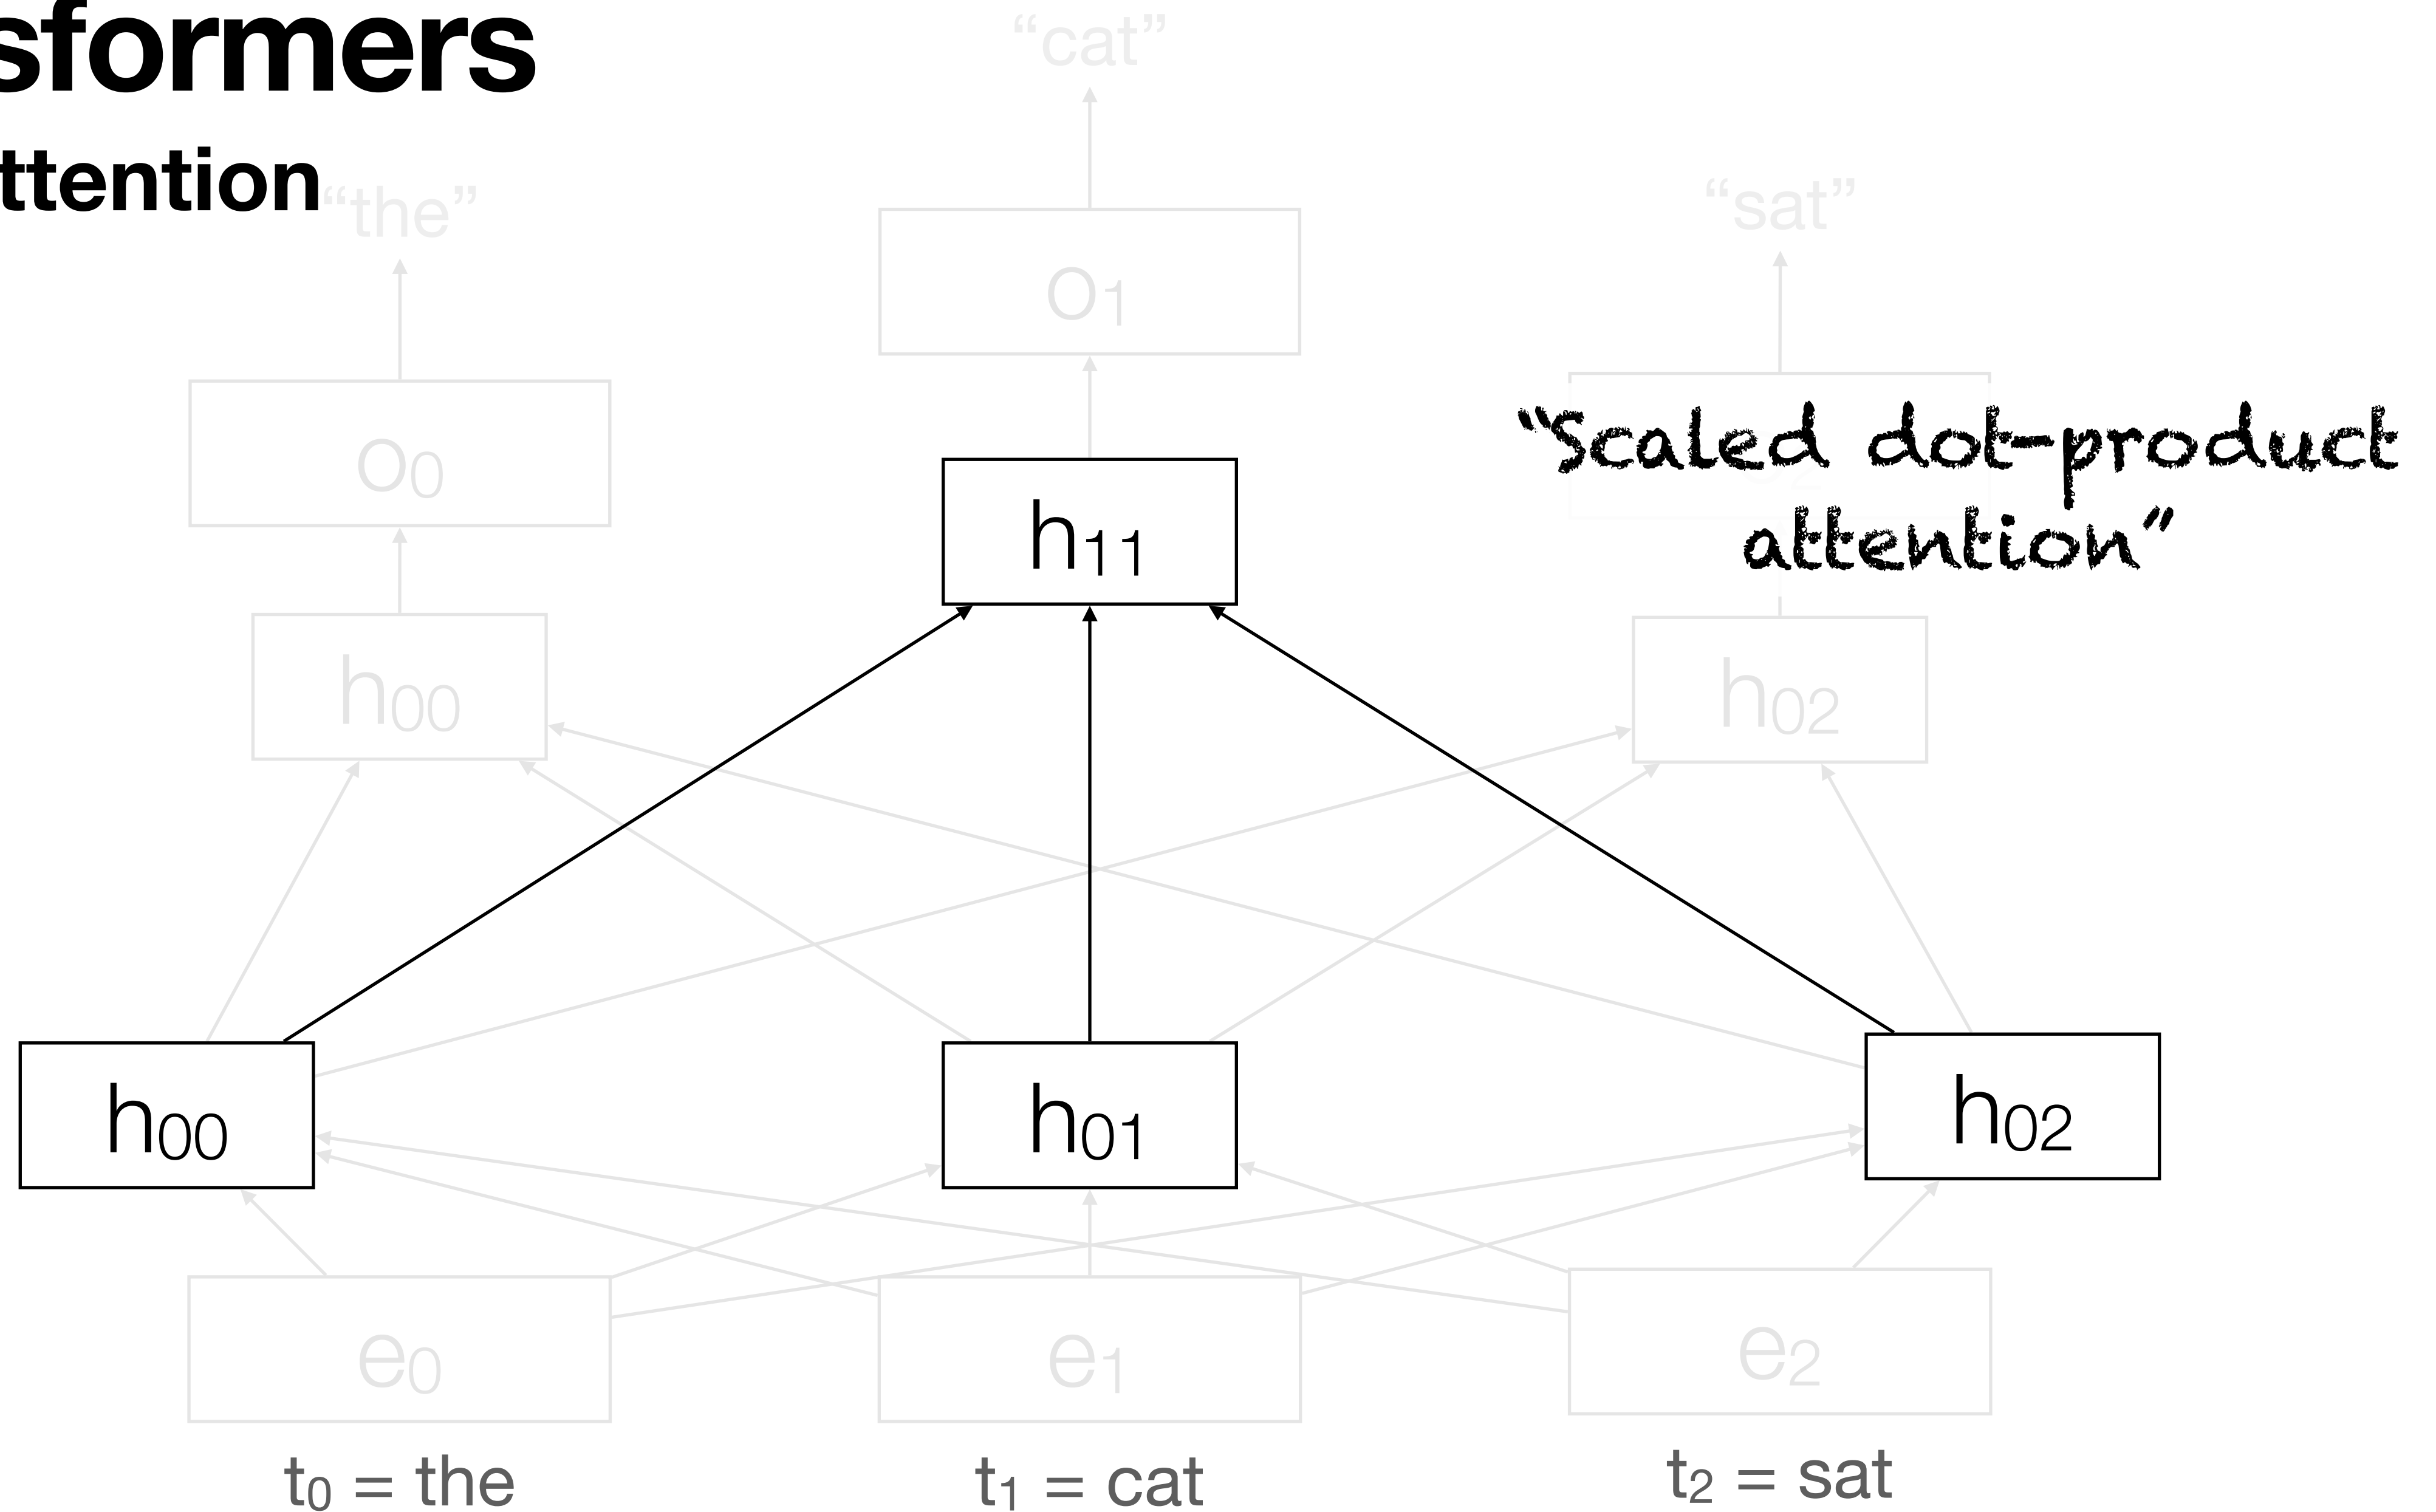 sformers
ttention
“cat”
“the”
“sat”
o1
o0
“Scaled dot-product
attention”
h11
h00
h02
h00
h01
h02
e0
e1
e2
t0 = the
t1 = cat
t2 = sat